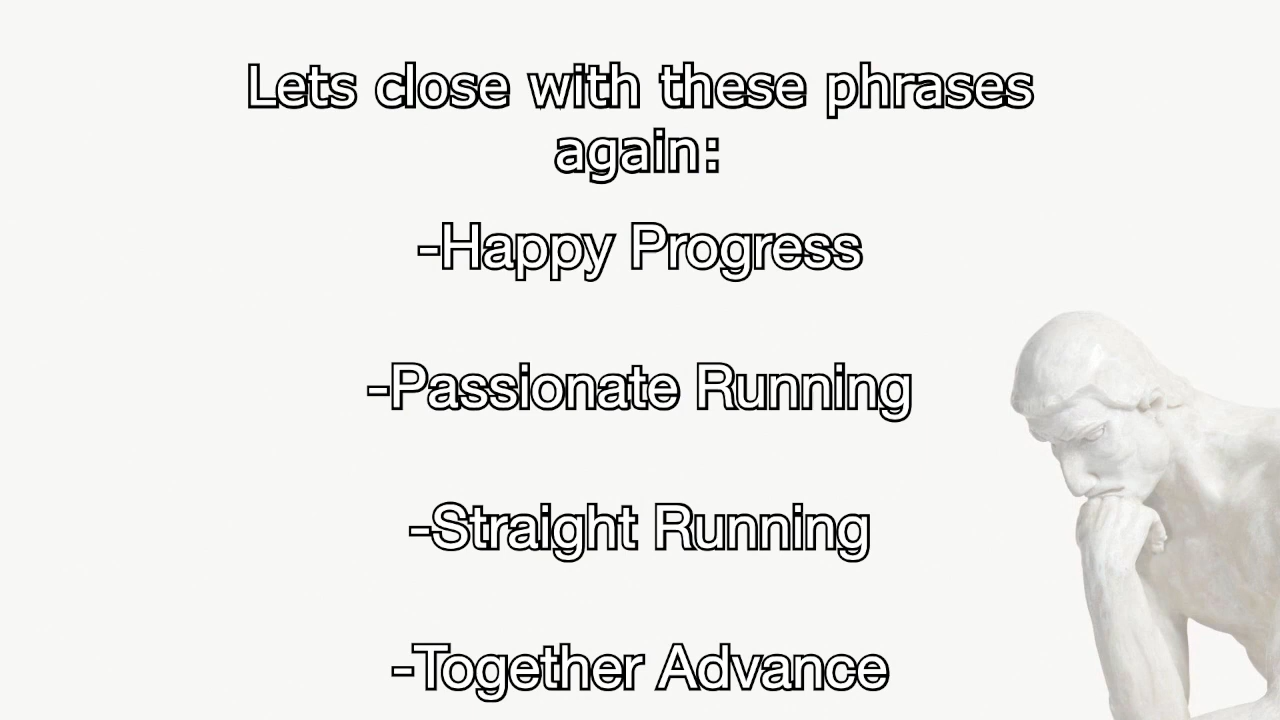 Lets close with these phrases
again:
-Happy Progress
-Passionate Running
-Straight Running
-Together Advance